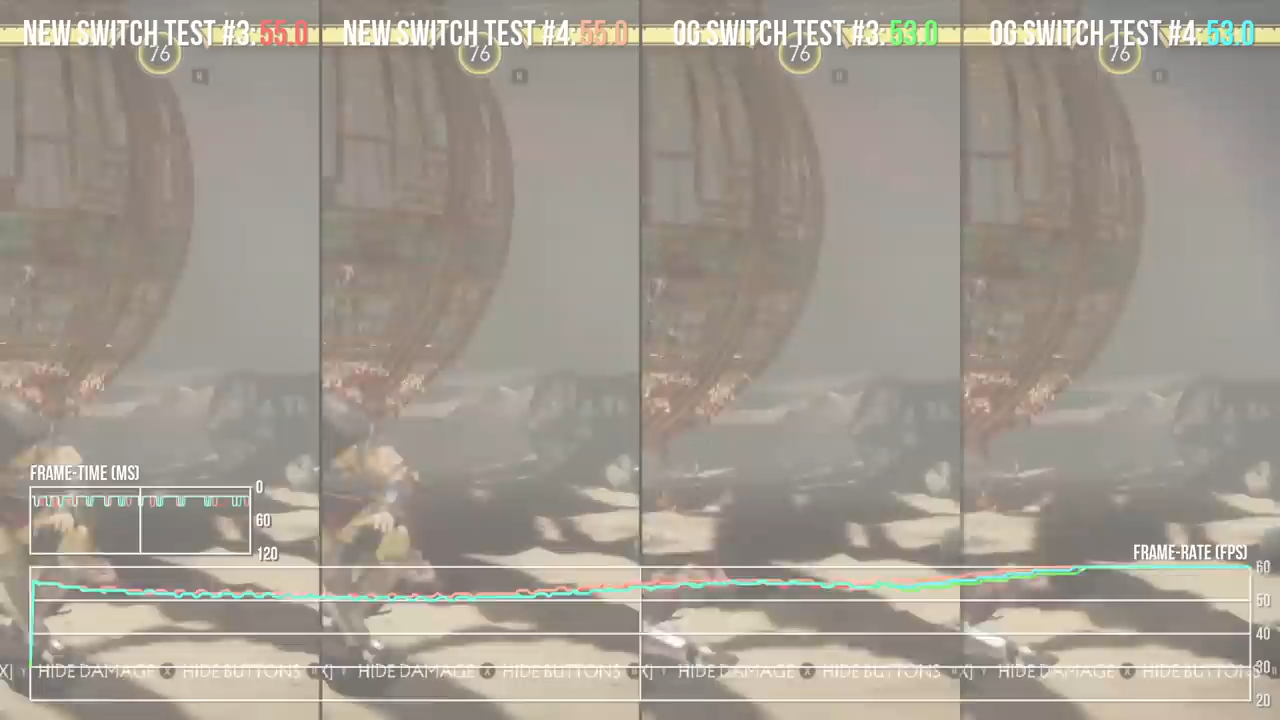 NEW SWITCH TEST #3: 55.0
NEW SWITCH TEST #4: 55.0
OG SWITCH TEST #3: 53.0
OG SWITCH TEST #4: 53.0
76
76
76
76
R
R
R
R
FRAME-TIME (MS)
0
60
120
FRAME-RATE (FPS)
60
50
40
30
20
X] Y HIDE DAMAGE X HIDE BUTTONS
X] Y HIDE DAMAGE X HIDE BUTTONS
X] Y HIDE DAMAGE X HIDE BUTTONS
X] Y HIDE DAMAGE X HIDE BUTTONS